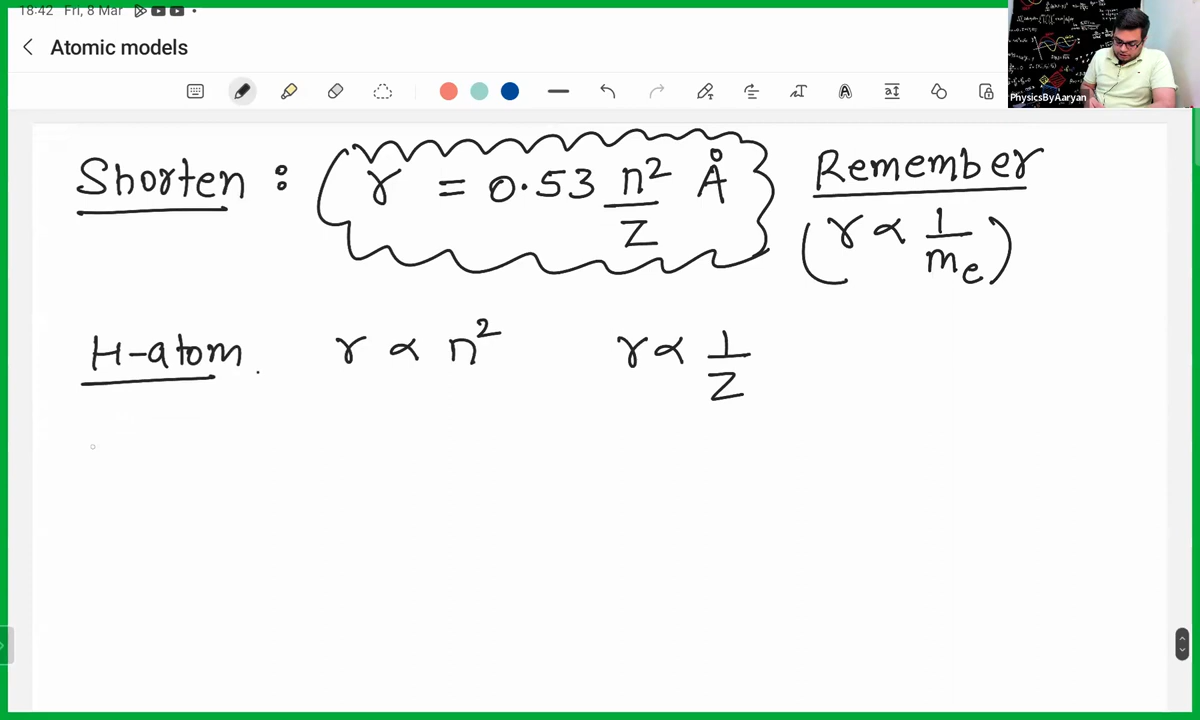 18:42 Fri, 8 Mar
Atomic models
PhysicsByAaryan
Shorten : r = 0.53 n²/Z Å Remember
(r ∝ 1/me)
H-atom. r ∝ n² r ∝ 1/Z